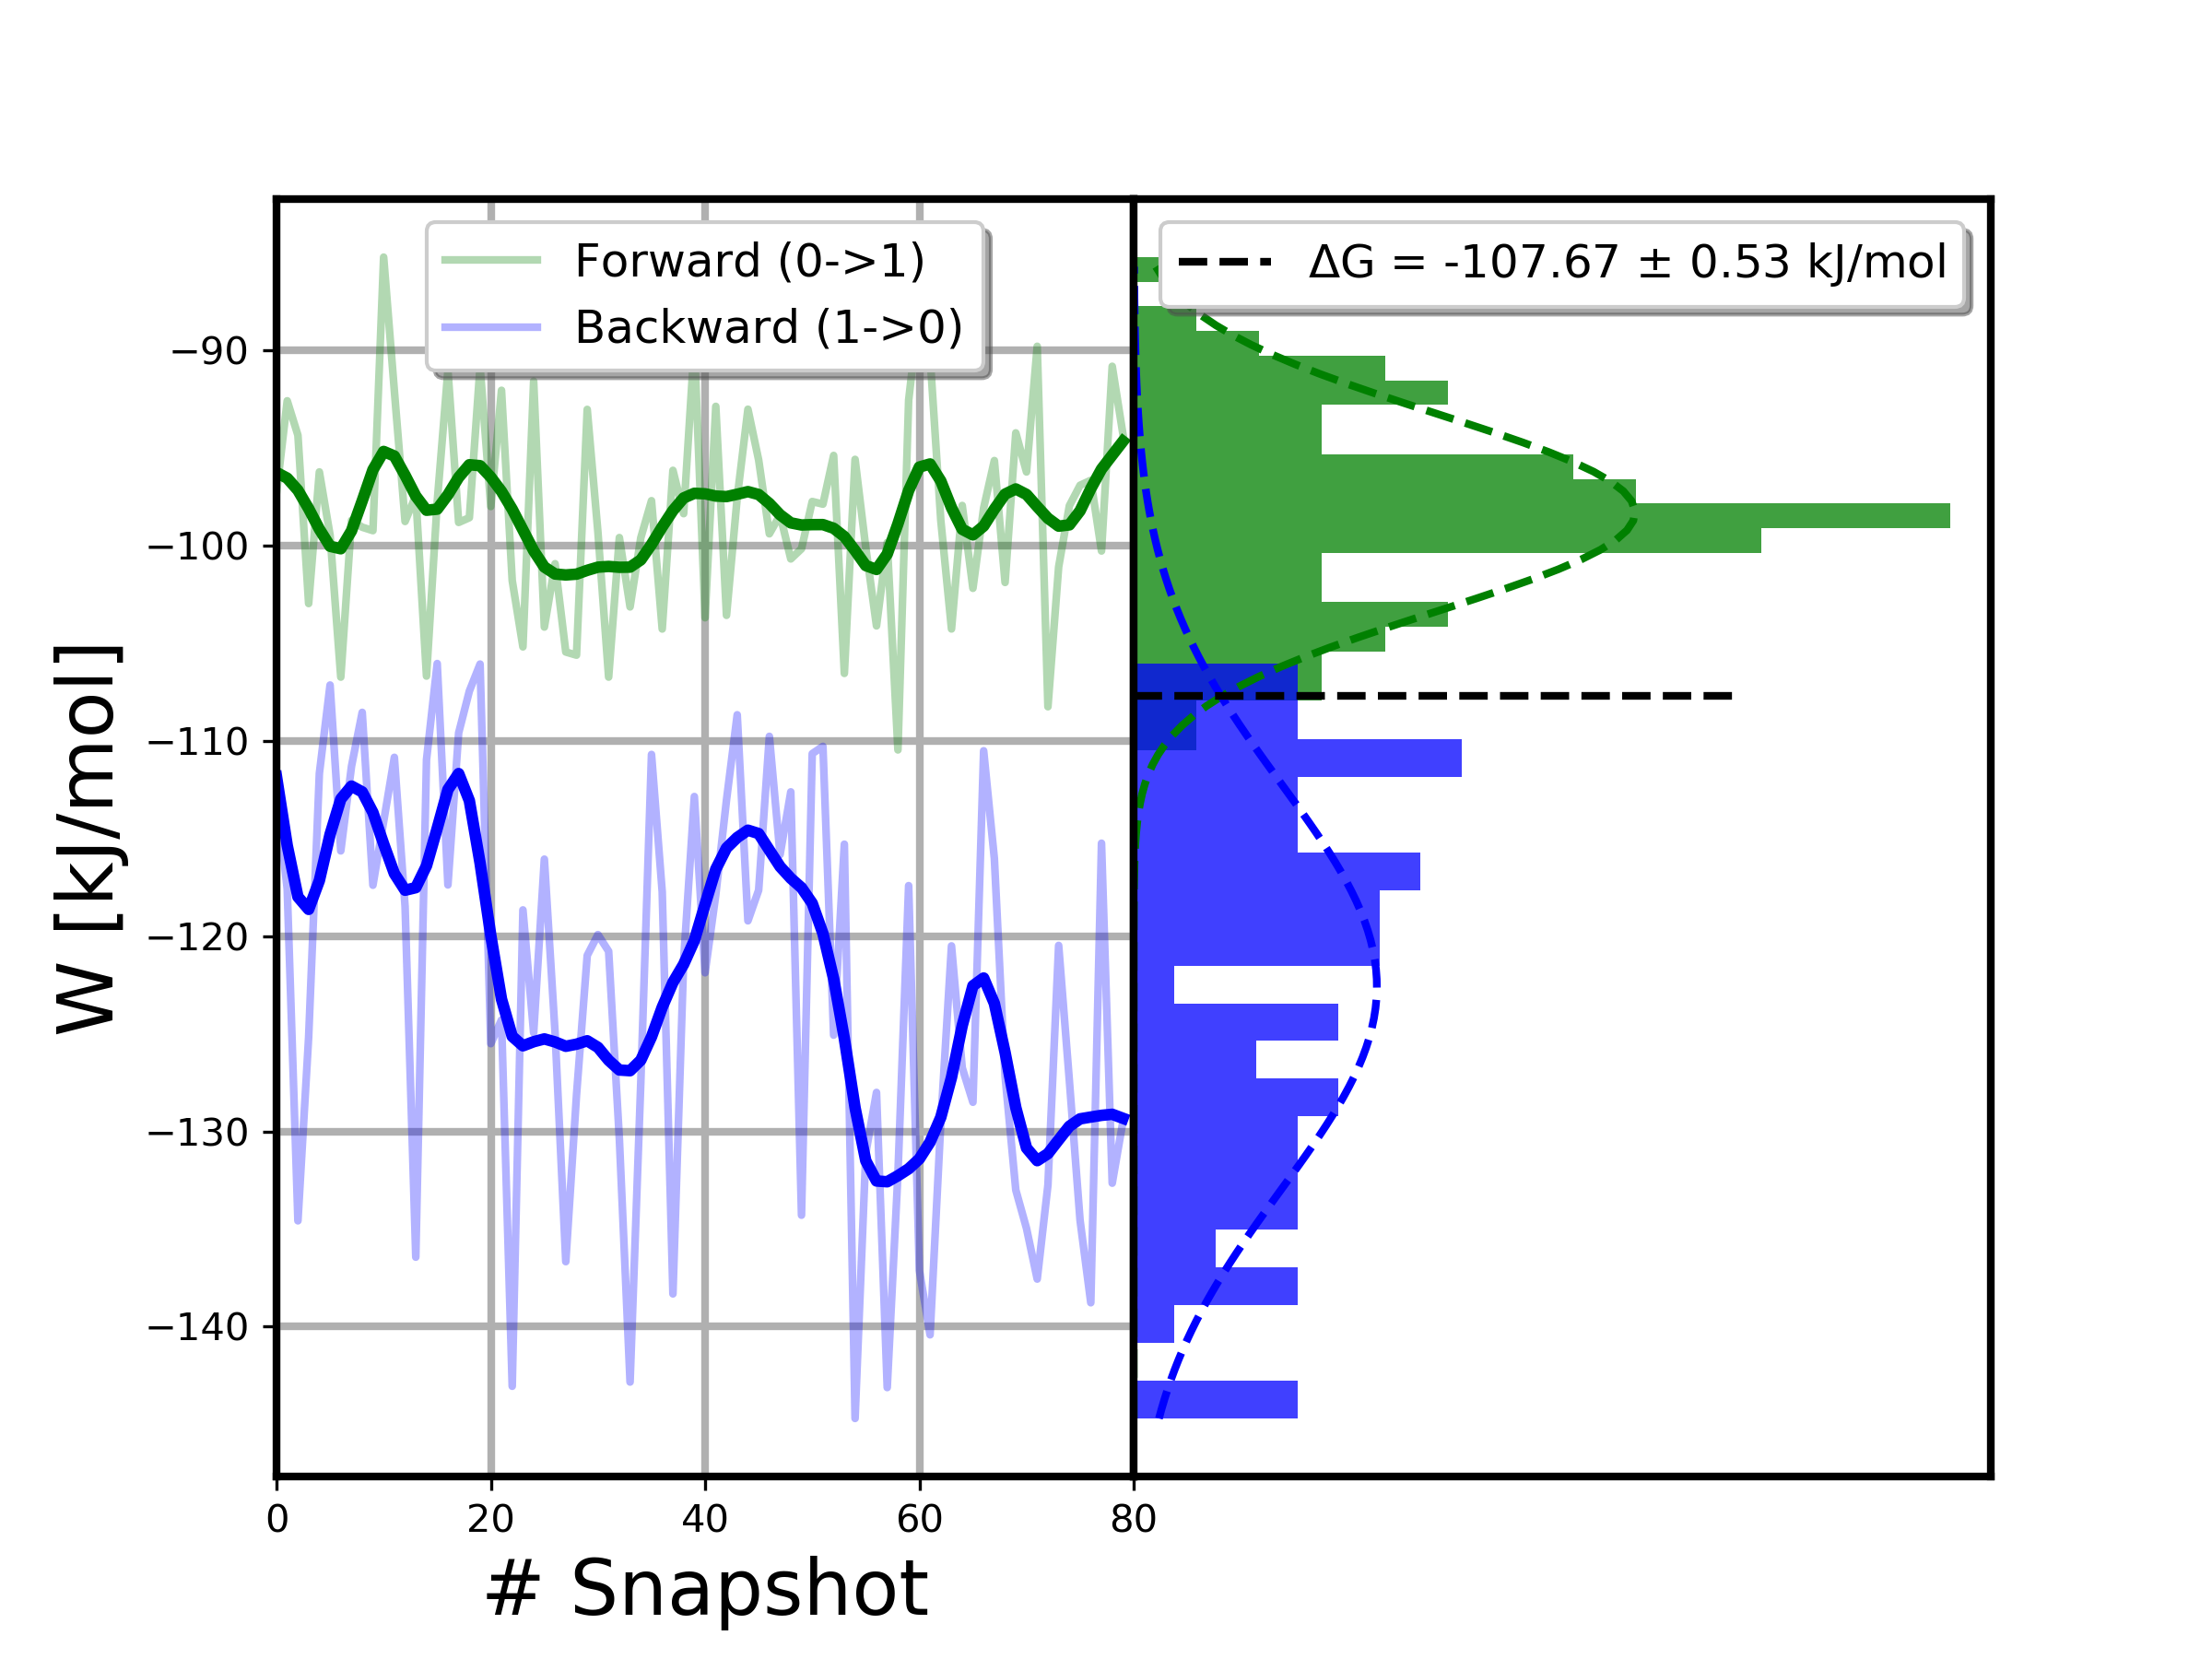 Forward (0->1)
Backward (1->0)
ΔG = -107.67 ± 0.53 kJ/mol
W [kJ/mol]
−90
−100
−110
−120
−130
−140
0 20 40 60 80
# Snapshot